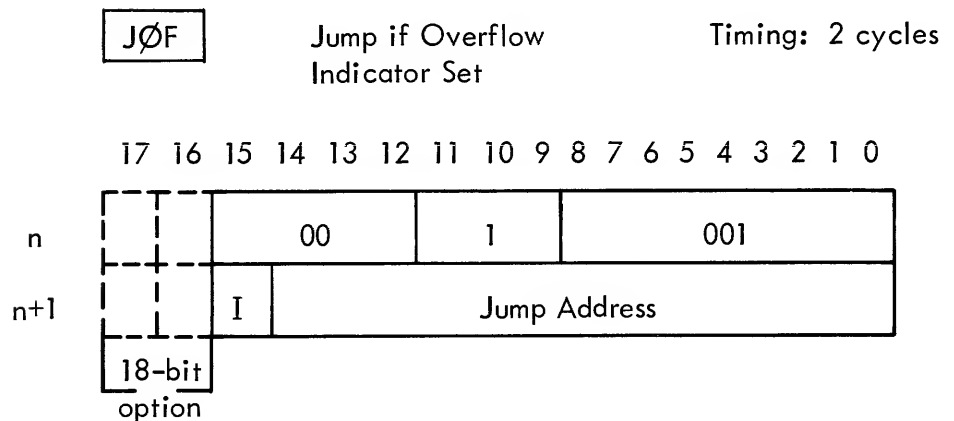 JØF Jump if Overflow Timing: 2 cycles
Indicator Set
17 16 15 14 13 12 11 10 9 8 7 6 5 4 3 2 1 0
n 00 1 001
n+1 I Jump Address
18-bit
option